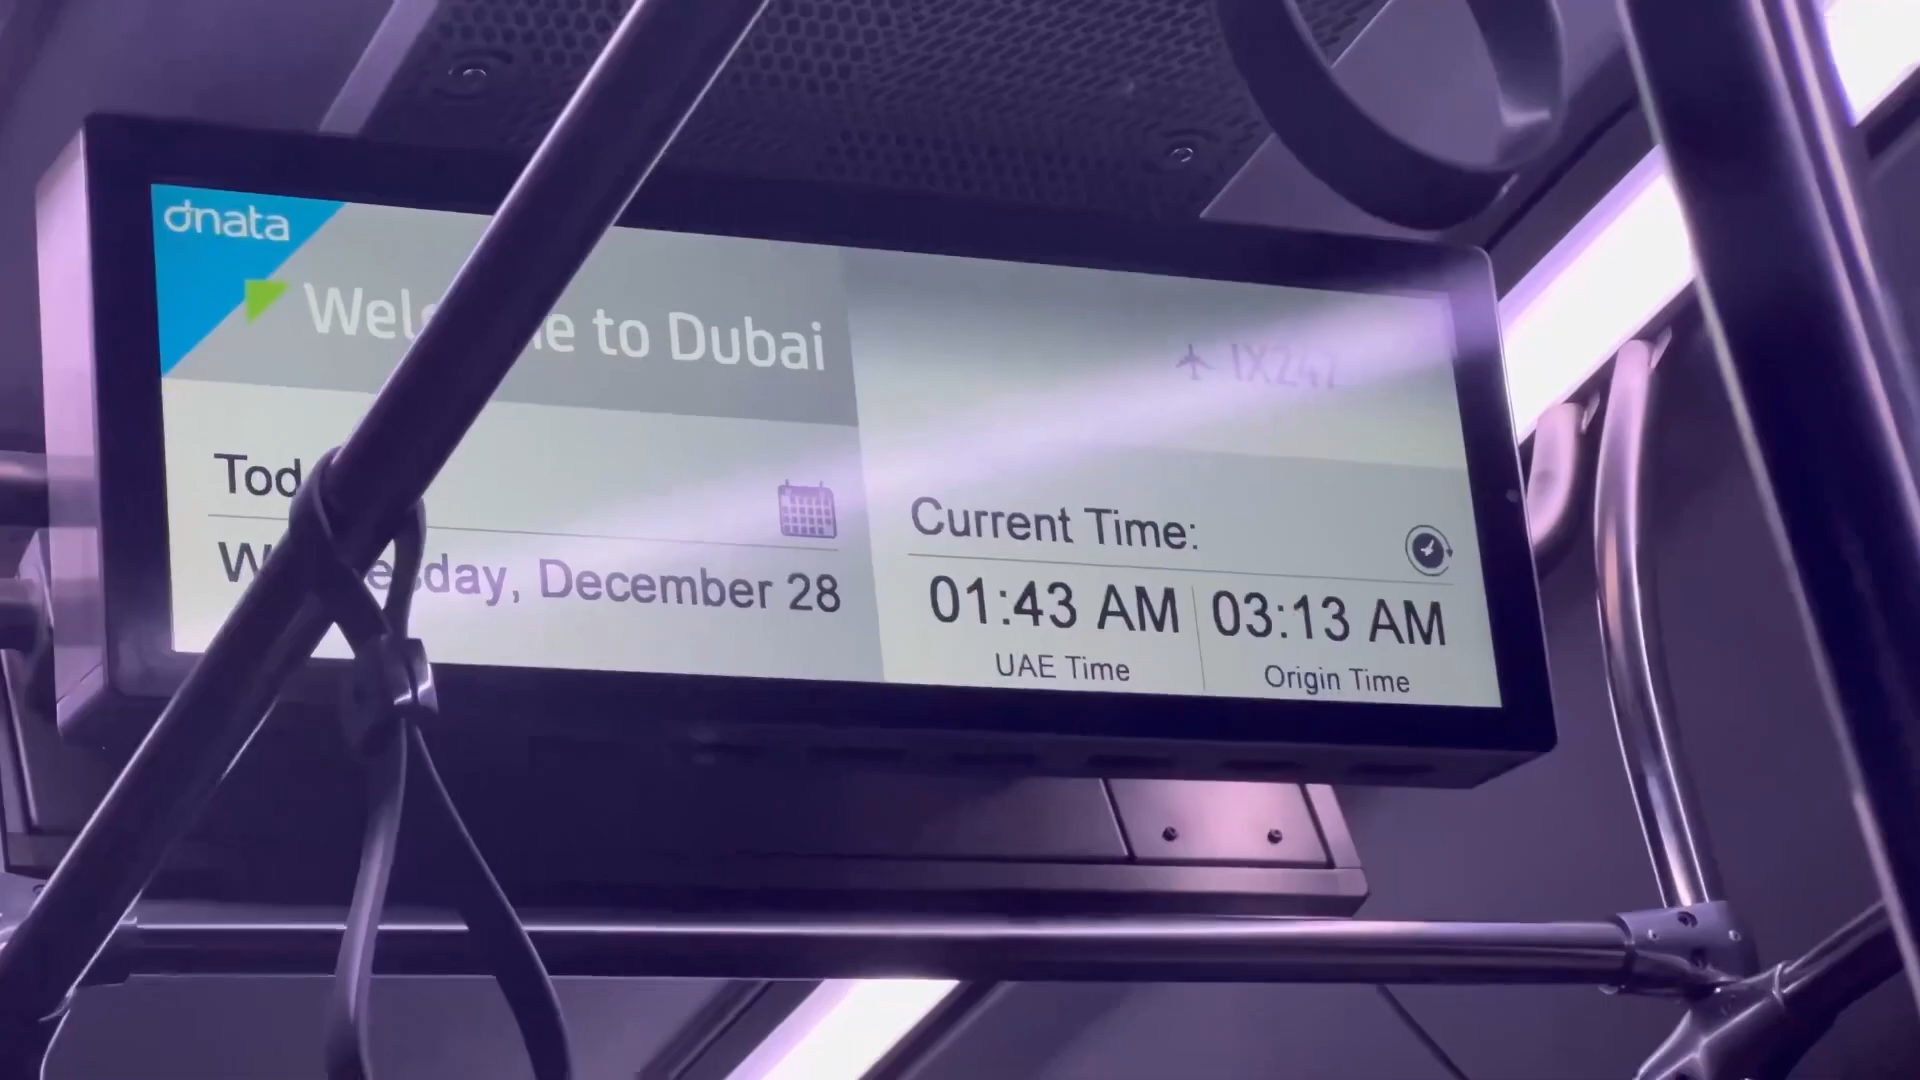 dnata
Wel e to Dubai
Tod
W esday, December 28
IX247
Current Time:
01:43 AM
03:13 AM
UAE Time
Origin Time